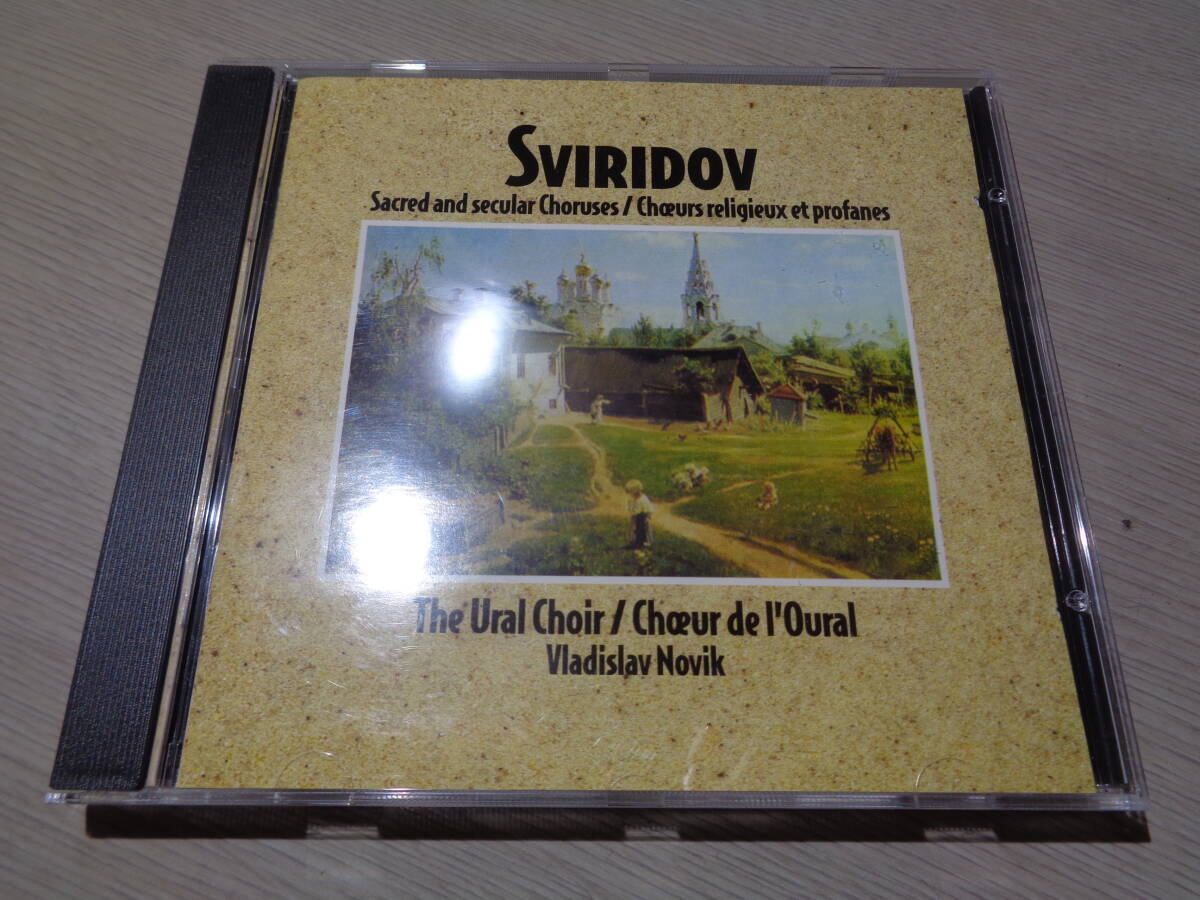 SVIRIDOV
Sacred and secular Choruses / Chœurs religieux et profanes
The Ural Choir / Chœur de l'Oural
Vladislav Novik